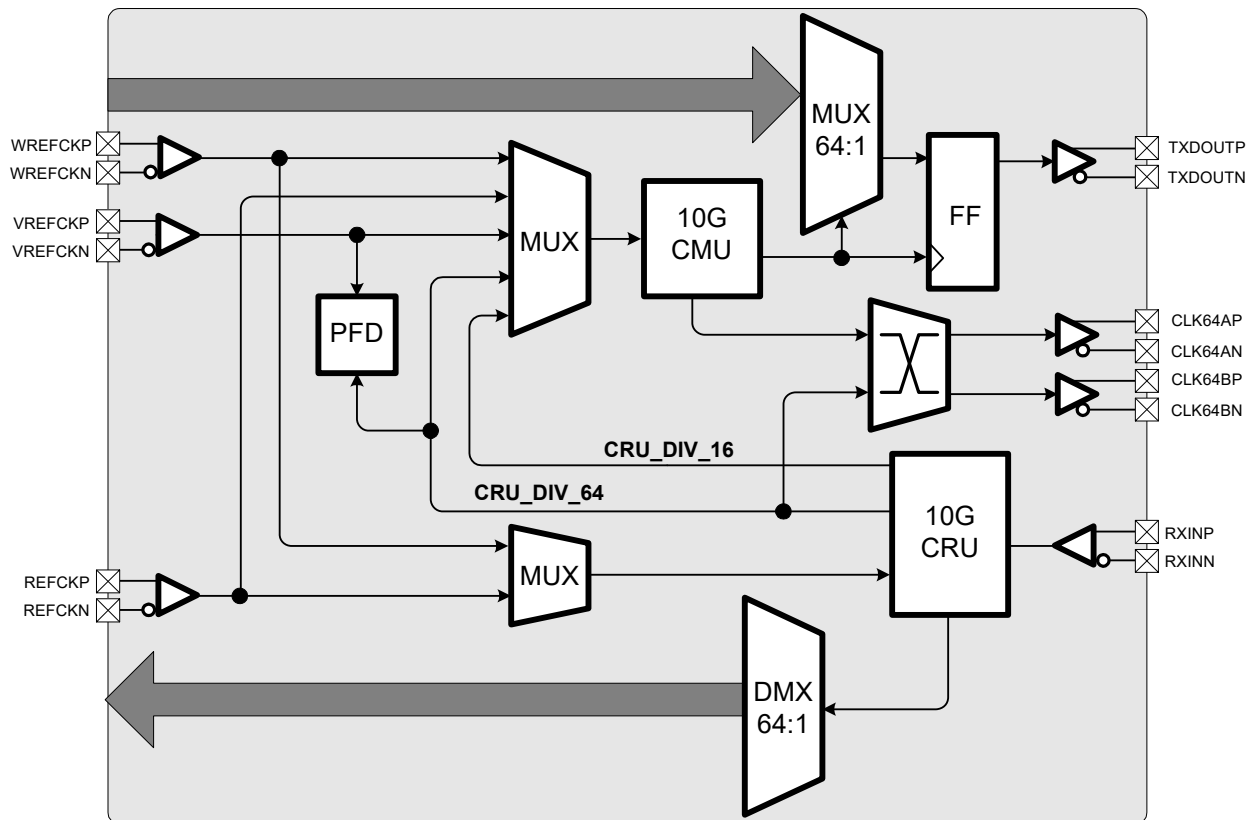 MUX
64:1
WREFCKP
WREFCKN
TXDOUTP
TXDOUTN
VREFCKP
VREFCKN
MUX
10G
CMU
FF
PFD
CLK64AP
CLK64AN
CLK64BP
CLK64BN
CRU_DIV_16
CRU_DIV_64
10G
CRU
RXINP
RXINN
REFCKP
REFCKN
MUX
DMX
64:1